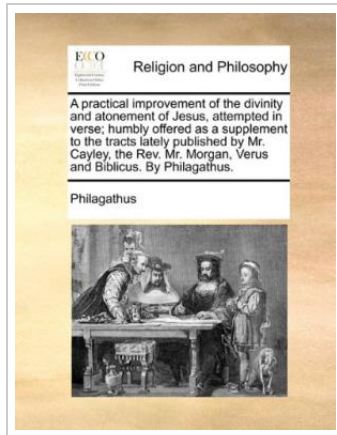 ECCO
Religion and Philosophy
A practical improvement of the divinity
and atonement of Jesus, attempted in
verse; humbly offered as a supplement
to the tracts lately published by Mr.
Cayley, the Rev. Mr. Morgan, Verus
and Biblicus. By Philagathus.
Philagathus